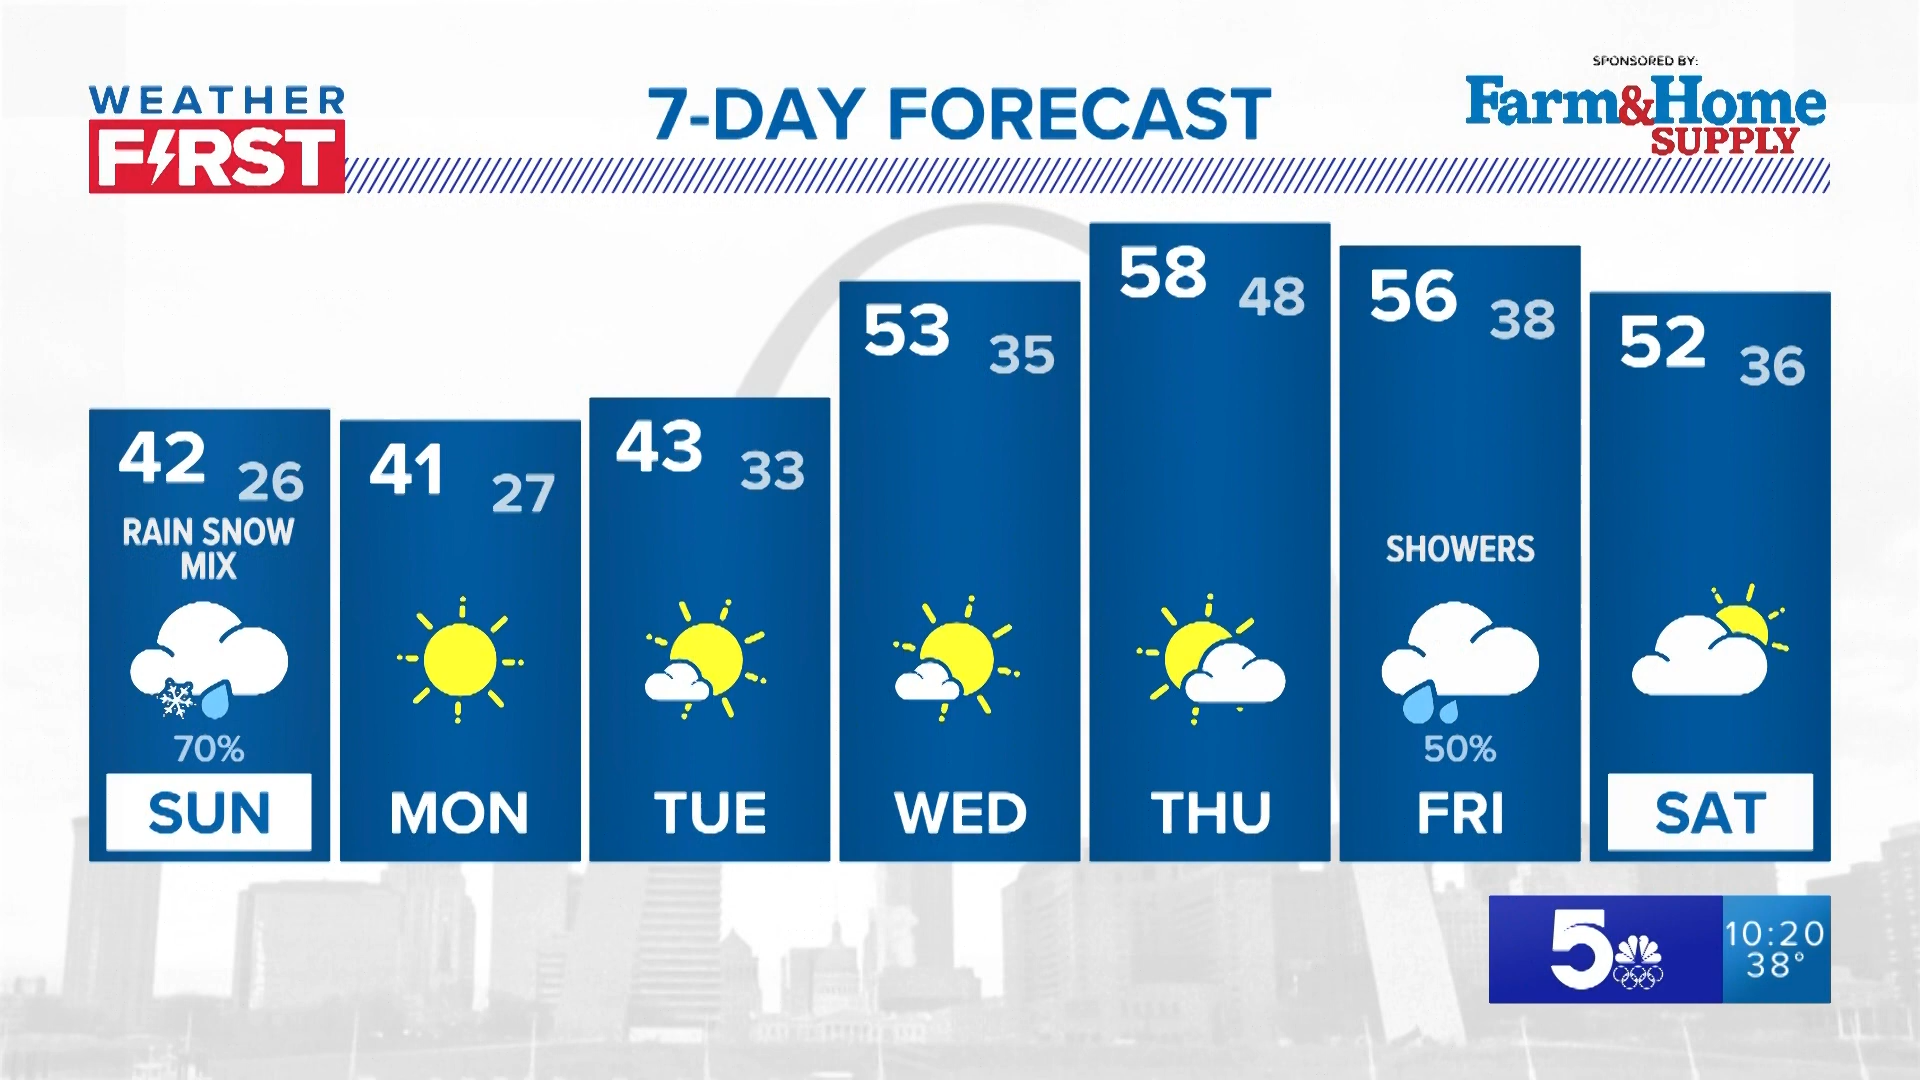 WEATHER
FIRST
7-DAY FORECAST
SPONSORED BY:
Farm&Home
SUPPLY
42 26
RAIN SNOW
MIX
70%
SUN
41 27
MON
43 33
TUE
53 35
WED
58 48
THU
56 38
SHOWERS
50%
FRI
52 36
SAT
5
10:20
38°